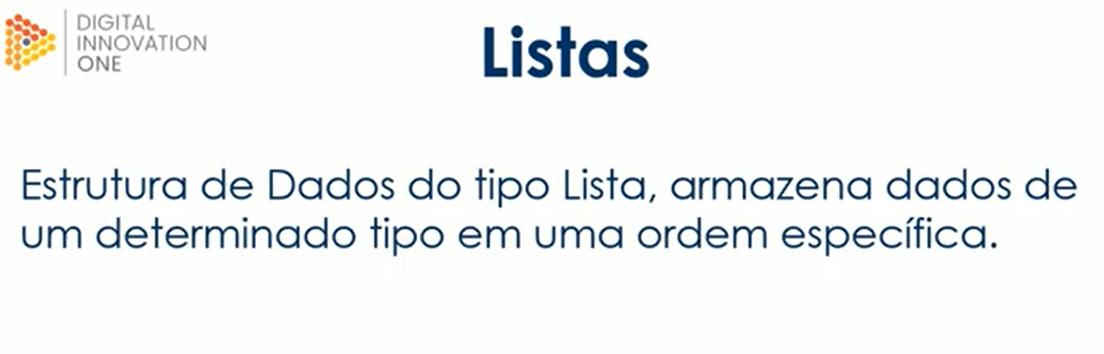 DIGITAL
INNOVATION
ONE
Listas
Estrutura de Dados do tipo Lista, armazena dados de
um determinado tipo em uma ordem específica.